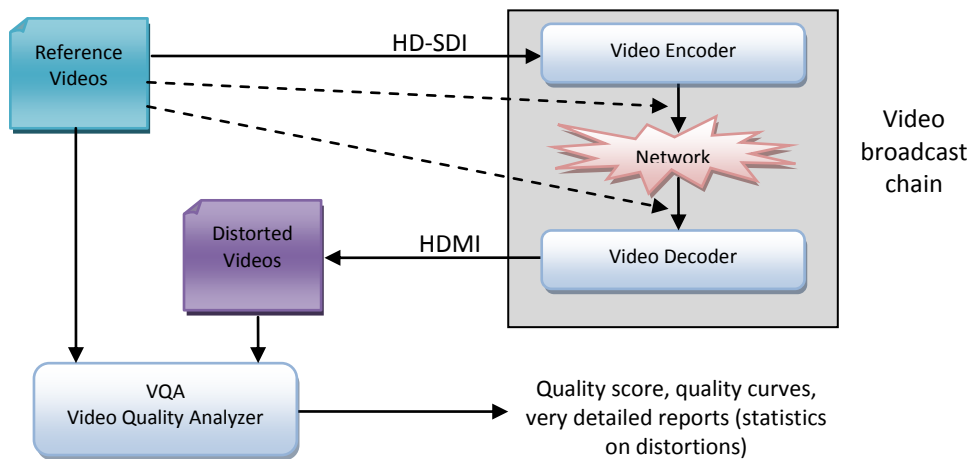 Reference
Videos
HD-SDI
Video Encoder
Network
Video
broadcast
chain
Distorted
Videos
HDMI
Video Decoder
VQA
Video Quality Analyzer
Quality score, quality curves,
very detailed reports (statistics
on distortions)